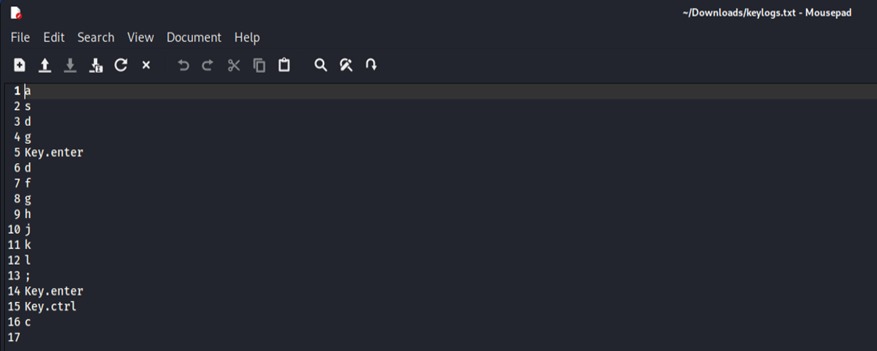 ~/Downloads/keylogs.txt - Mousepad
File Edit Search View Document Help
1 a
2 s
3 d
4 g
5 Key.enter
6 d
7 f
8 g
9 h
10 j
11 k
12 l
13 ;
14 Key.enter
15 Key.ctrl
16 c
17